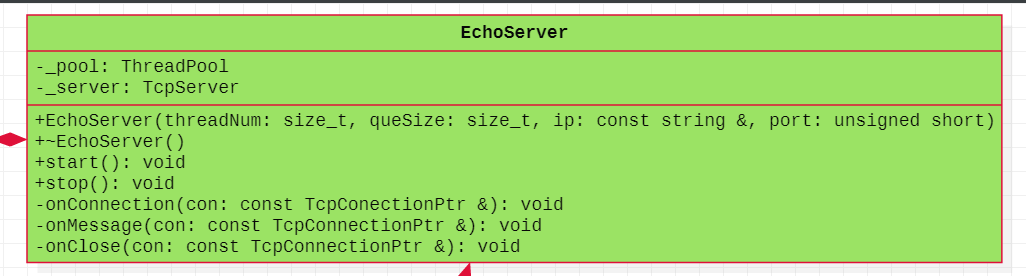 EchoServer
-_pool: ThreadPool
-_server: TcpServer
+EchoServer(threadNum: size_t, queSize: size_t, ip: const string &, port: unsigned short)
+~EchoServer()
+start(): void
+stop(): void
-onConnection(con: const TcpConectionPtr &): void
-onMessage(con: const TcpConnectionPtr &): void
-onClose(con: const TcpConnectionPtr &): void